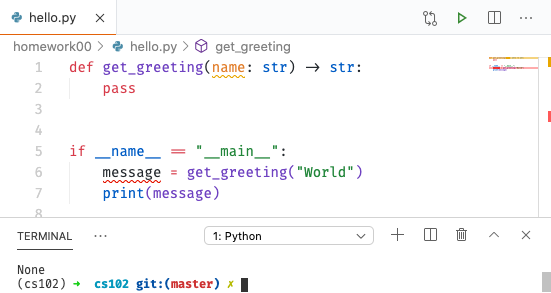 hello.py ×
homework00 > hello.py > get_greeting
1 def get_greeting(name: str) -> str:
2     pass
3
4
5 if __name__ == "__main__":
6     message = get_greeting("World")
7     print(message)
8
TERMINAL ··· 1: Python
None
(cs102) → cs102 git:(master) ✗